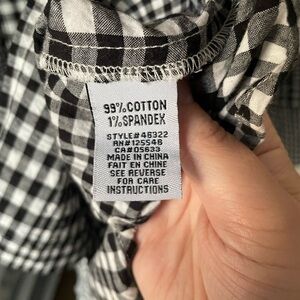 99%COTTON
1%SPANDEX
STYLE#46322
RN#125548
CA#05633
MADE IN CHINA
FAIT EN CHINE
SEE REVERSE
FOR CARE
INSTRUCTIONS